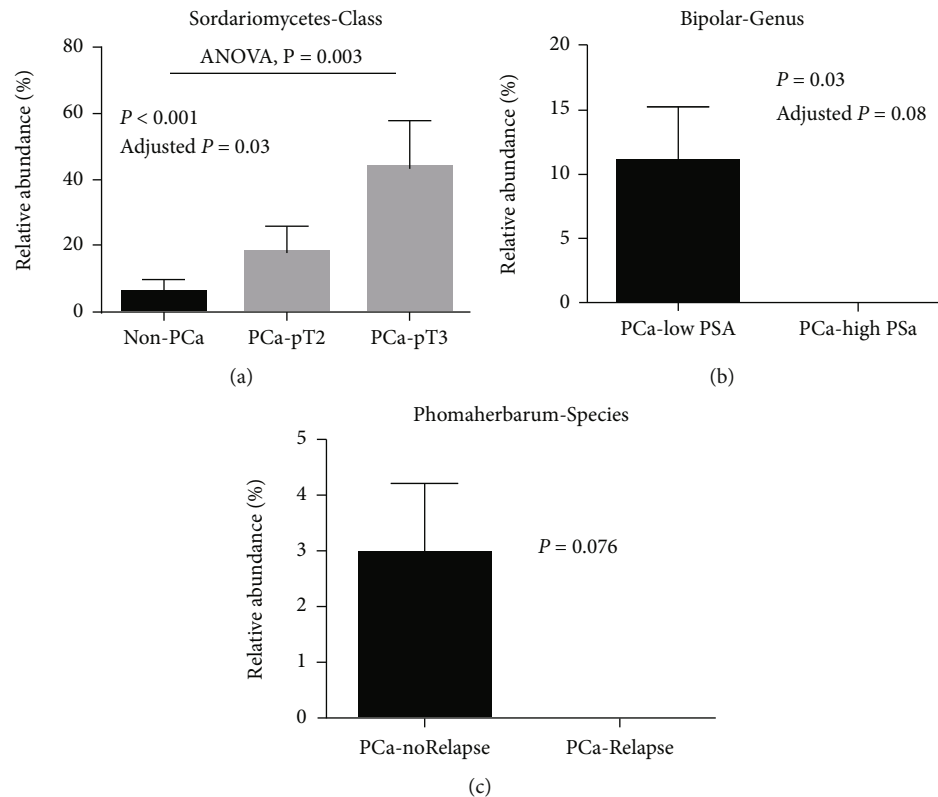 Sordariomycetes-Class
Relative abundance (%)
80
60
40
20
0
ANOVA, P = 0.003
P < 0.001
Adjusted P = 0.03
Non-PCa
PCa-pT2
PCa-pT3
(a)
Bipolar-Genus
Relative abundance (%)
20
15
10
5
0
P = 0.03
Adjusted P = 0.08
PCa-low PSA
PCa-high PSa
(b)
Phomaherbarum-Species
Relative abundance (%)
5
4
3
2
1
0
P = 0.076
PCa-noRelapse
PCa-Relapse
(c)